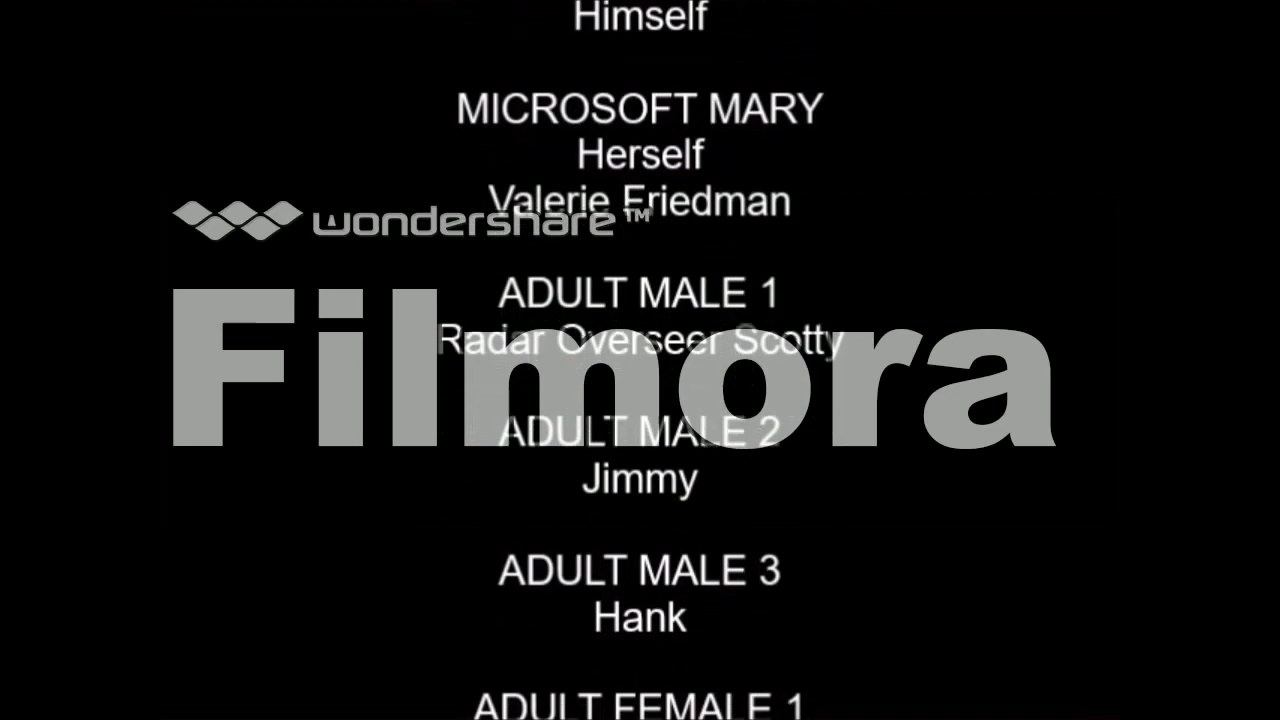 Himself
MICROSOFT MARY
Herself
Valerie Friedman
wondershare™
Filmora
ADULT MALE 1
Radar Overseer Scotty
ADULT MALE 2
Jimmy
ADULT MALE 3
Hank
ADULT FEMALE 1